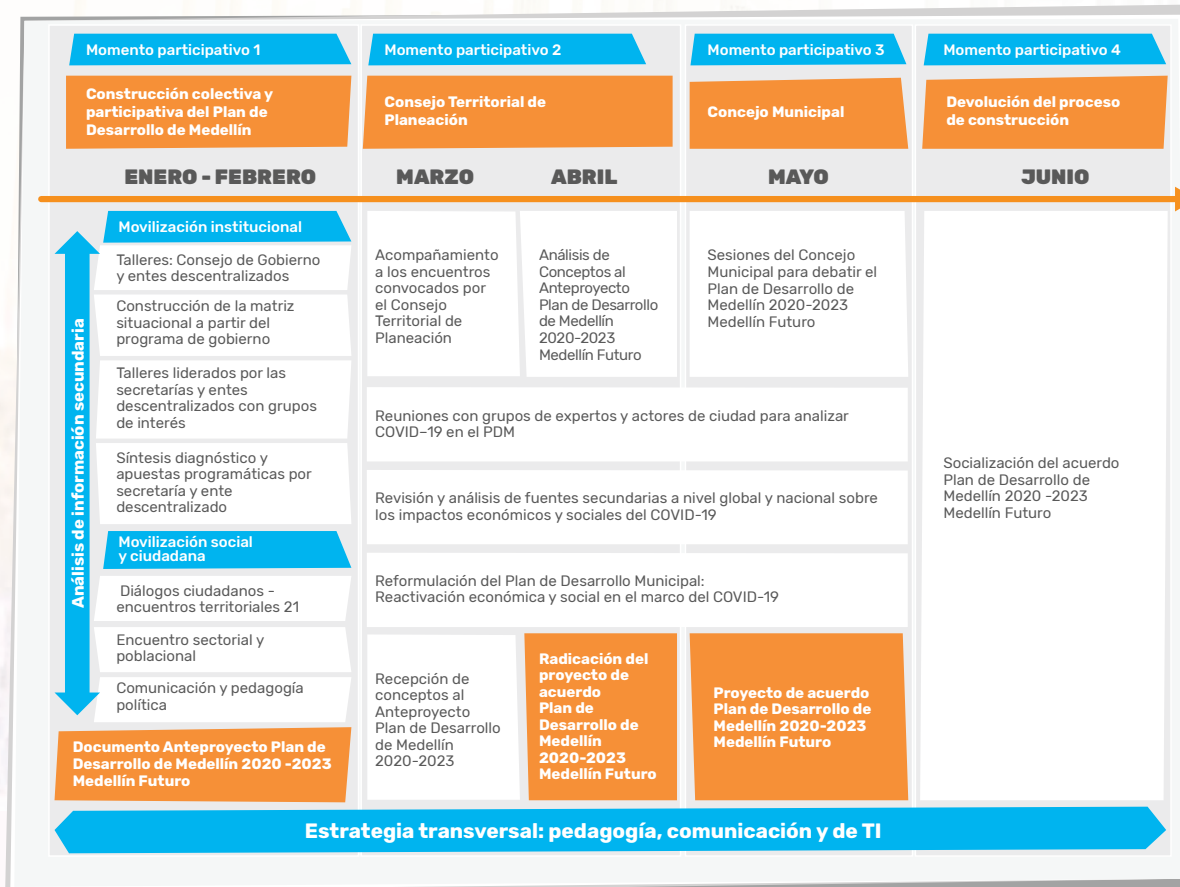 Momento participativo 1
Construcción colectiva y
participativa del Plan de
Desarrollo de Medellín
Momento participativo 2
Consejo Territorial de
Planeación
Momento participativo 3
Concejo Municipal
Momento participativo 4
Devolución del proceso
de construcción
ENERO - FEBRERO
MARZO
ABRIL
MAYO
JUNIO
Análisis de información secundaria
Movilización institucional
Talleres: Consejo de Gobierno
y entes descentralizados
Construcción de la matriz
situacional a partir del
programa de gobierno
Talleres liderados por las
secretarías y entes
descentralizados con grupos
de interés
Síntesis diagnóstico y
apuestas programáticas por
secretaría y ente
descentralizado
Movilización social
y ciudadana
Diálogos ciudadanos -
encuentros territoriales 21
Encuentro sectorial y
poblacional
Comunicación y pedagogía
política
Documento Anteproyecto Plan de
Desarrollo de Medellín 2020 -2023
Medellín Futuro
Acompañamiento
a los encuentros
convocados por
el Consejo
Territorial de
Planeación
Análisis de
Conceptos al
Anteproyecto
Plan de Desarrollo
de Medellín
2020-2023
Medellín Futuro
Sesiones del Concejo
Municipal para debatir el
Plan de Desarrollo de
Medellín 2020-2023
Medellín Futuro
Reuniones con grupos de expertos y actores de ciudad para analizar
COVID–19 en el PDM
Revisión y análisis de fuentes secundarias a nivel global y nacional sobre
los impactos económicos y sociales del COVID-19
Reformulación del Plan de Desarrollo Municipal:
Reactivación económica y social en el marco del COVID-19
Recepción de
conceptos al
Anteproyecto
Plan de Desarrollo
de Medellín
2020-2023
Radicación del
proyecto de
acuerdo
Plan de
Desarrollo de
Medellín
2020-2023
Medellín Futuro
Proyecto de acuerdo
Plan de Desarrollo de
Medellín 2020-2023
Medellín Futuro
Socialización del acuerdo
Plan de Desarrollo de
Medellín 2020 -2023
Medellín Futuro
Estrategia transversal: pedagogía, comunicación y de TI